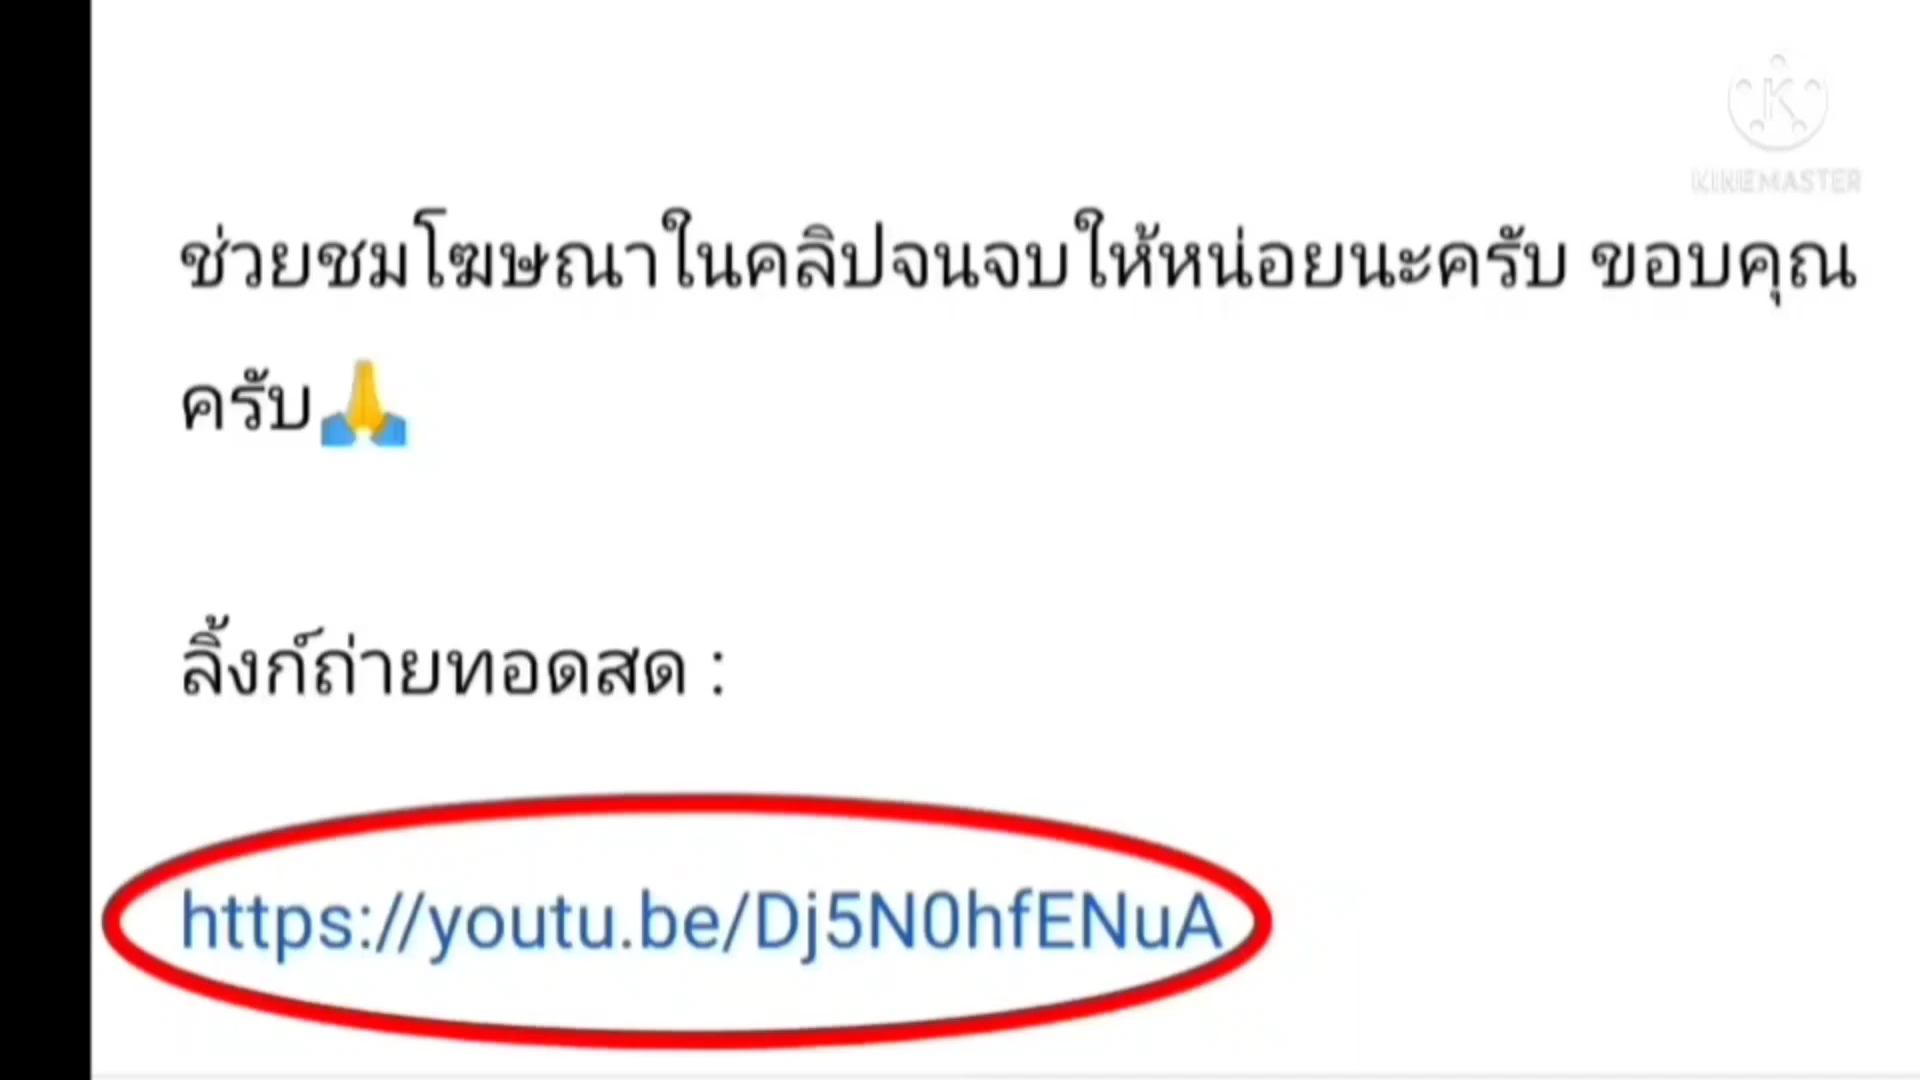 KINEMASTER
ช่วยชมโฆษณาในคลิปจนจบให้หน่อยนะครับ ขอบคุณ
ครับ🙏
ลิ้งก์ถ่ายทอดสด :
https://youtu.be/Dj5N0hfENuA